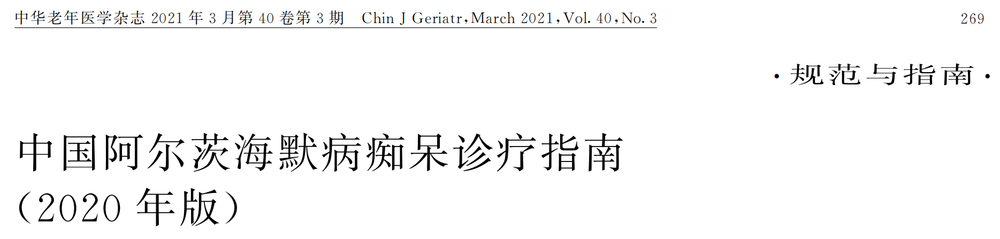 中华老年医学杂志 2021 年 3 月第 40 卷第 3 期 Chin J Geriatr,March 2021,Vol. 40,No. 3 269
·规范与指南·
中国阿尔茨海默病痴呆诊疗指南
(2020 年版)